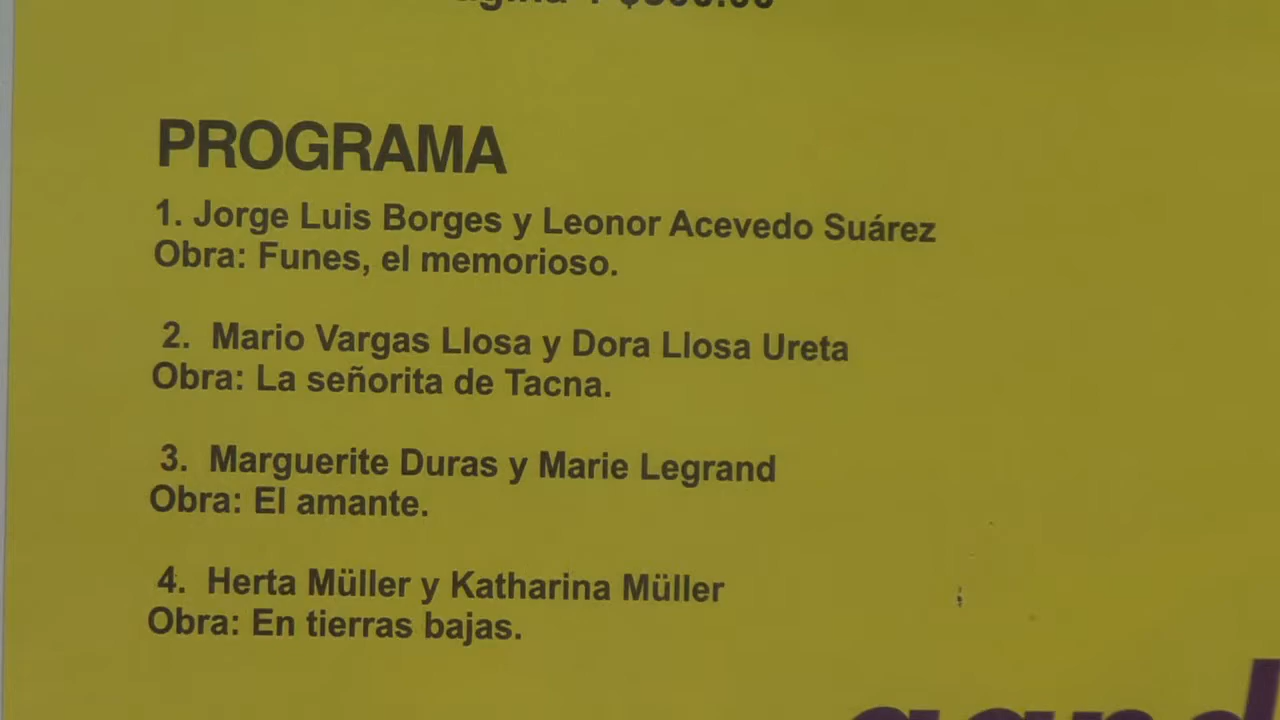 PROGRAMA
1. Jorge Luis Borges y Leonor Acevedo Suárez
Obra: Funes, el memorioso.
2. Mario Vargas Llosa y Dora Llosa Ureta
Obra: La señorita de Tacna.
3. Marguerite Duras y Marie Legrand
Obra: El amante.
4. Herta Müller y Katharina Müller
Obra: En tierras bajas.